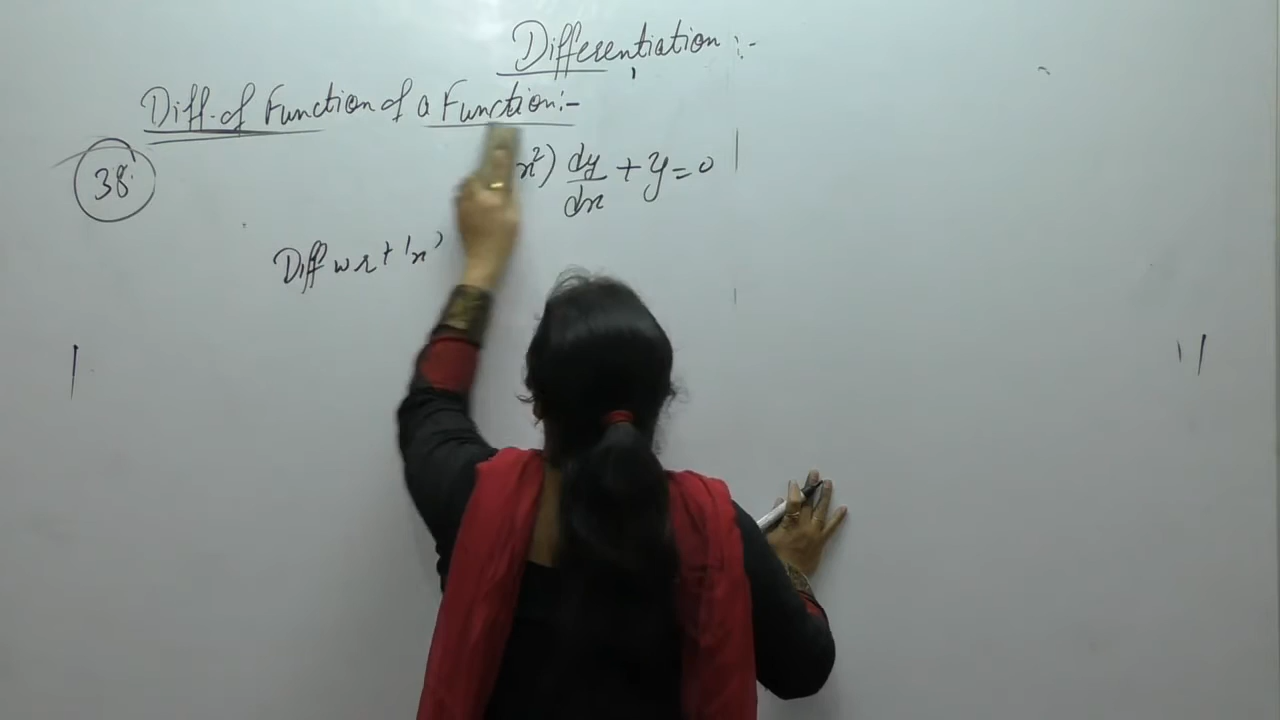 Differentiation :-
Diff. of Function of a Function:-
38
x²) dy/dx + y = 0
Diff w r t 'x'